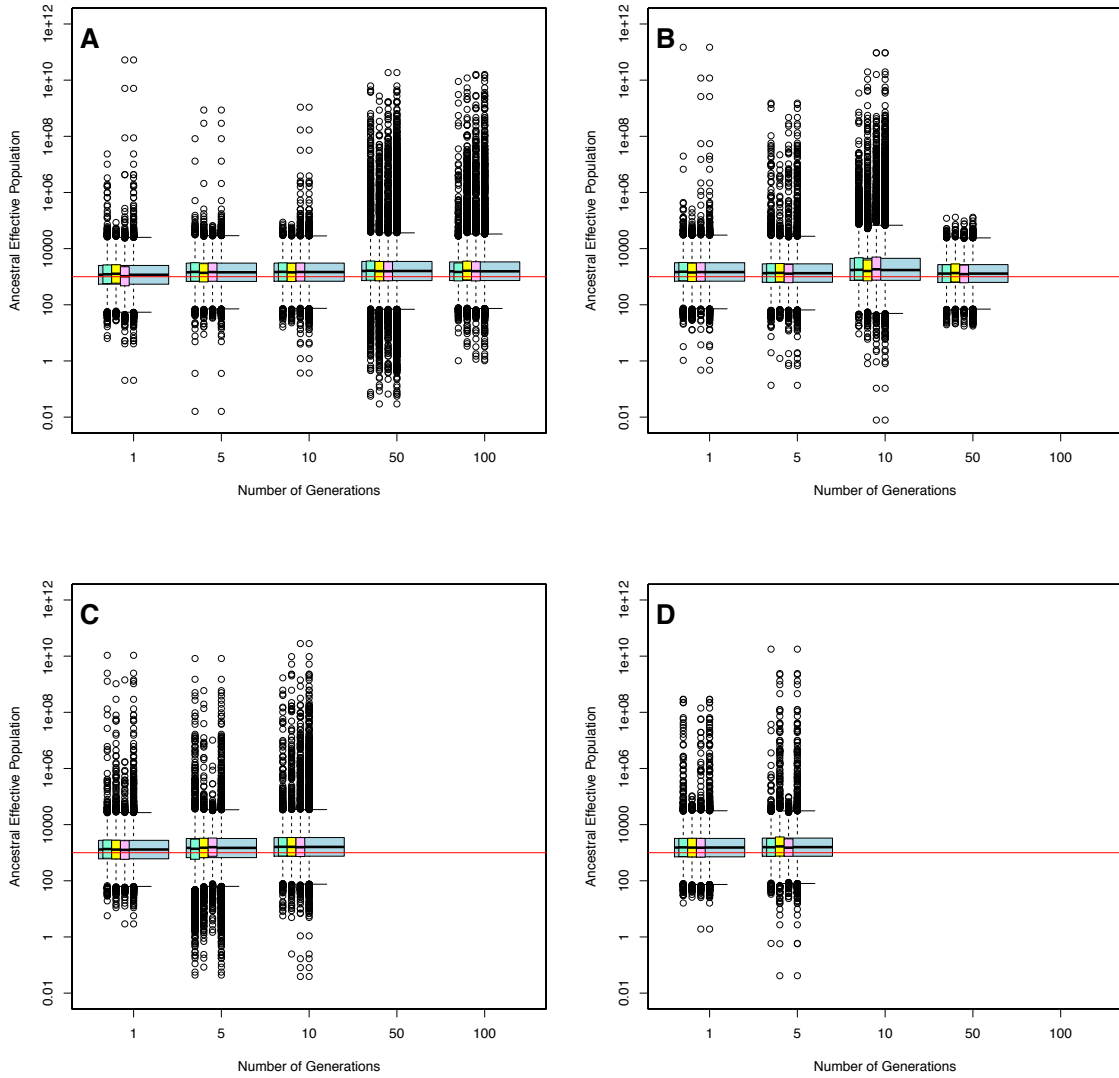 A
Ancestral Effective Population
1e+12
1e+10
1e+08
1e+06
10000
100
1
0.01
1 5 10 50 100
Number of Generations
B
Ancestral Effective Population
1e+12
1e+10
1e+08
1e+06
10000
100
1
0.01
1 5 10 50 100
Number of Generations
C
Ancestral Effective Population
1e+12
1e+10
1e+08
1e+06
10000
100
1
0.01
1 5 10 50 100
Number of Generations
D
Ancestral Effective Population
1e+12
1e+10
1e+08
1e+06
10000
100
1
0.01
1 5 10 50 100
Number of Generations